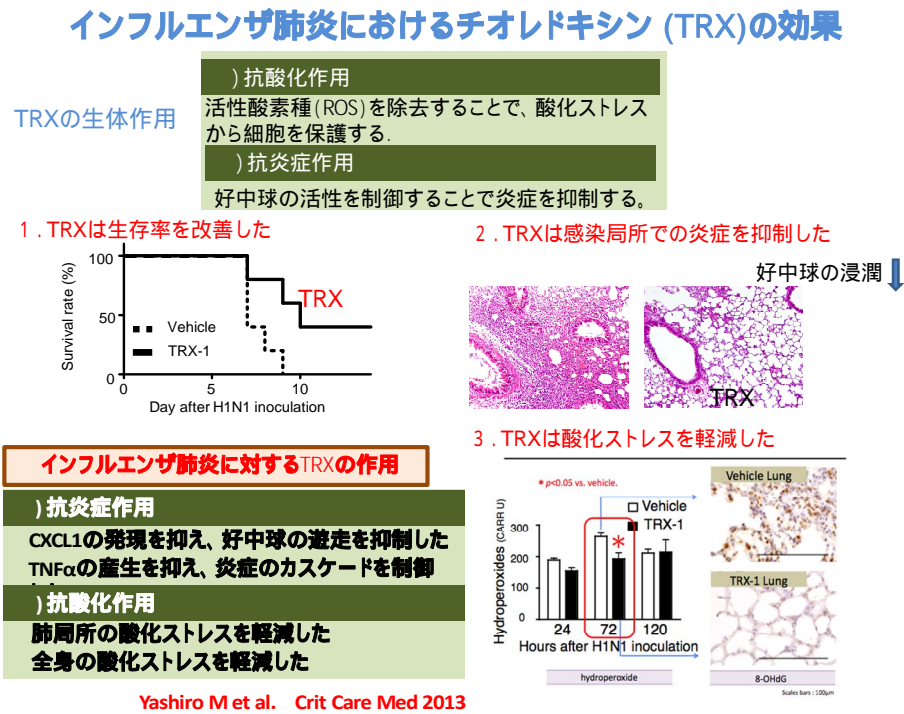 インフルエンザ肺炎におけるチオレドキシン (TRX)の効果
TRXの生体作用
) 抗酸化作用
活性酸素種(ROS)を除去することで、酸化ストレス
から細胞を保護する.
) 抗炎症作用
好中球の活性を制御することで炎症を抑制する。
1 . TRXは生存率を改善した
Survival rate (%)
100
50
0
TRX
Vehicle
TRX-1
0 5 10
Day after H1N1 inoculation
2 . TRXは感染局所での炎症を抑制した
好中球の浸潤
TRX
インフルエンザ肺炎に対するTRXの作用
) 抗炎症作用
CXCL1の発現を抑え、好中球の遊走を抑制した
TNFαの産生を抑え、炎症のカスケードを制御
) 抗酸化作用
肺局所の酸化ストレスを軽減した
全身の酸化ストレスを軽減した
3 . TRXは酸化ストレスを軽減した
* p<0.05 vs. vehicle.
Vehicle
TRX-1
Hydroperoxides (CARR U)
300
200
100
0
*
24 72 120
Hours after H1N1 inoculation
hydroperoxide
Vehicle Lung
TRX-1 Lung
8-OHdG
Scales bars : 100μm
Yashiro M et al. Crit Care Med 2013